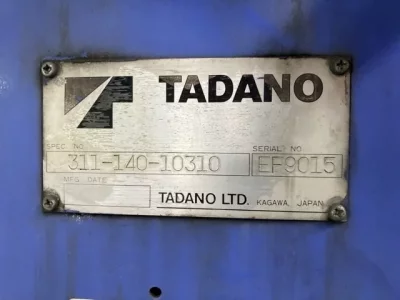 TADANO
SPEC. NO. SERIAL NO.
311-140-10310 EF9015
MFG. DATE
TADANO LTD. KAGAWA, JAPAN